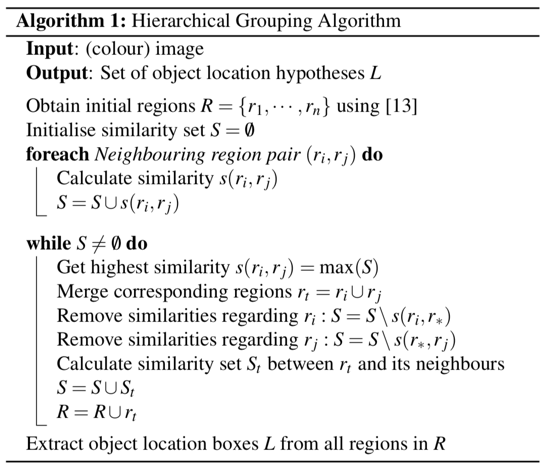 Algorithm 1: Hierarchical Grouping Algorithm
Input: (colour) image
Output: Set of object location hypotheses L
Obtain initial regions R = {r₁, ··· , rₙ} using [13]
Initialise similarity set S = ∅
foreach Neighbouring region pair (rᵢ, rⱼ) do
Calculate similarity s(rᵢ, rⱼ)
S = S ∪ s(rᵢ, rⱼ)
while S ≠ ∅ do
Get highest similarity s(rᵢ, rⱼ) = max(S)
Merge corresponding regions rₜ = rᵢ ∪ rⱼ
Remove similarities regarding rᵢ : S = S \ s(rᵢ, r∗)
Remove similarities regarding rⱼ : S = S \ s(r∗, rⱼ)
Calculate similarity set Sₜ between rₜ and its neighbours
S = S ∪ Sₜ
R = R ∪ rₜ
Extract object location boxes L from all regions in R